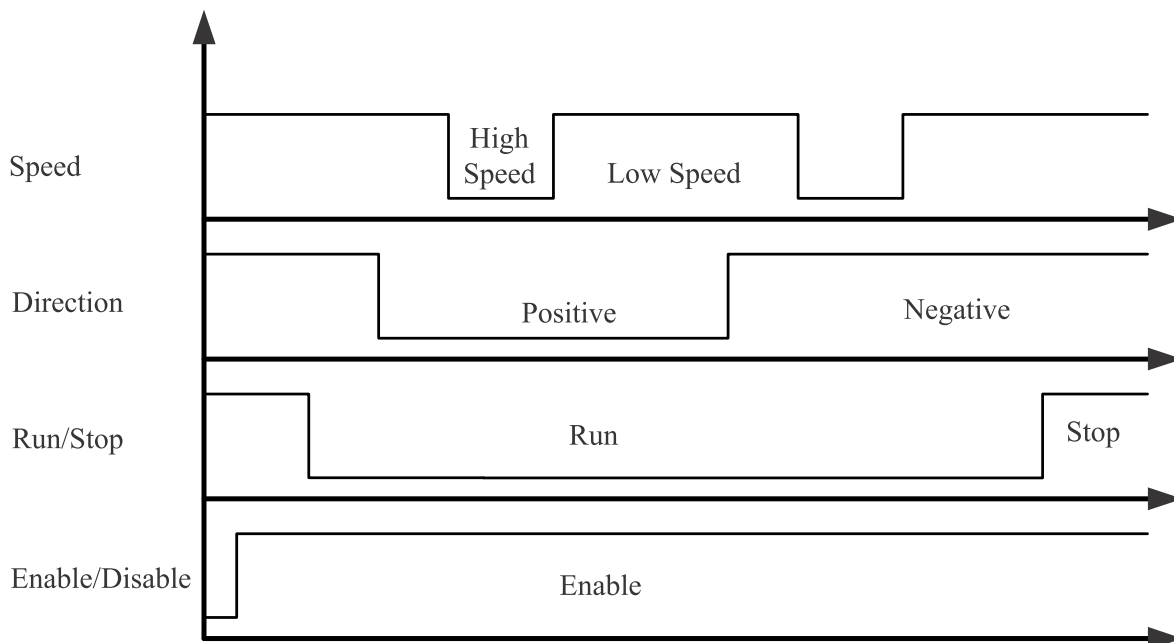 Speed
High
Speed
Low Speed
Direction
Positive
Negative
Run/Stop
Run
Stop
Enable/Disable
Enable